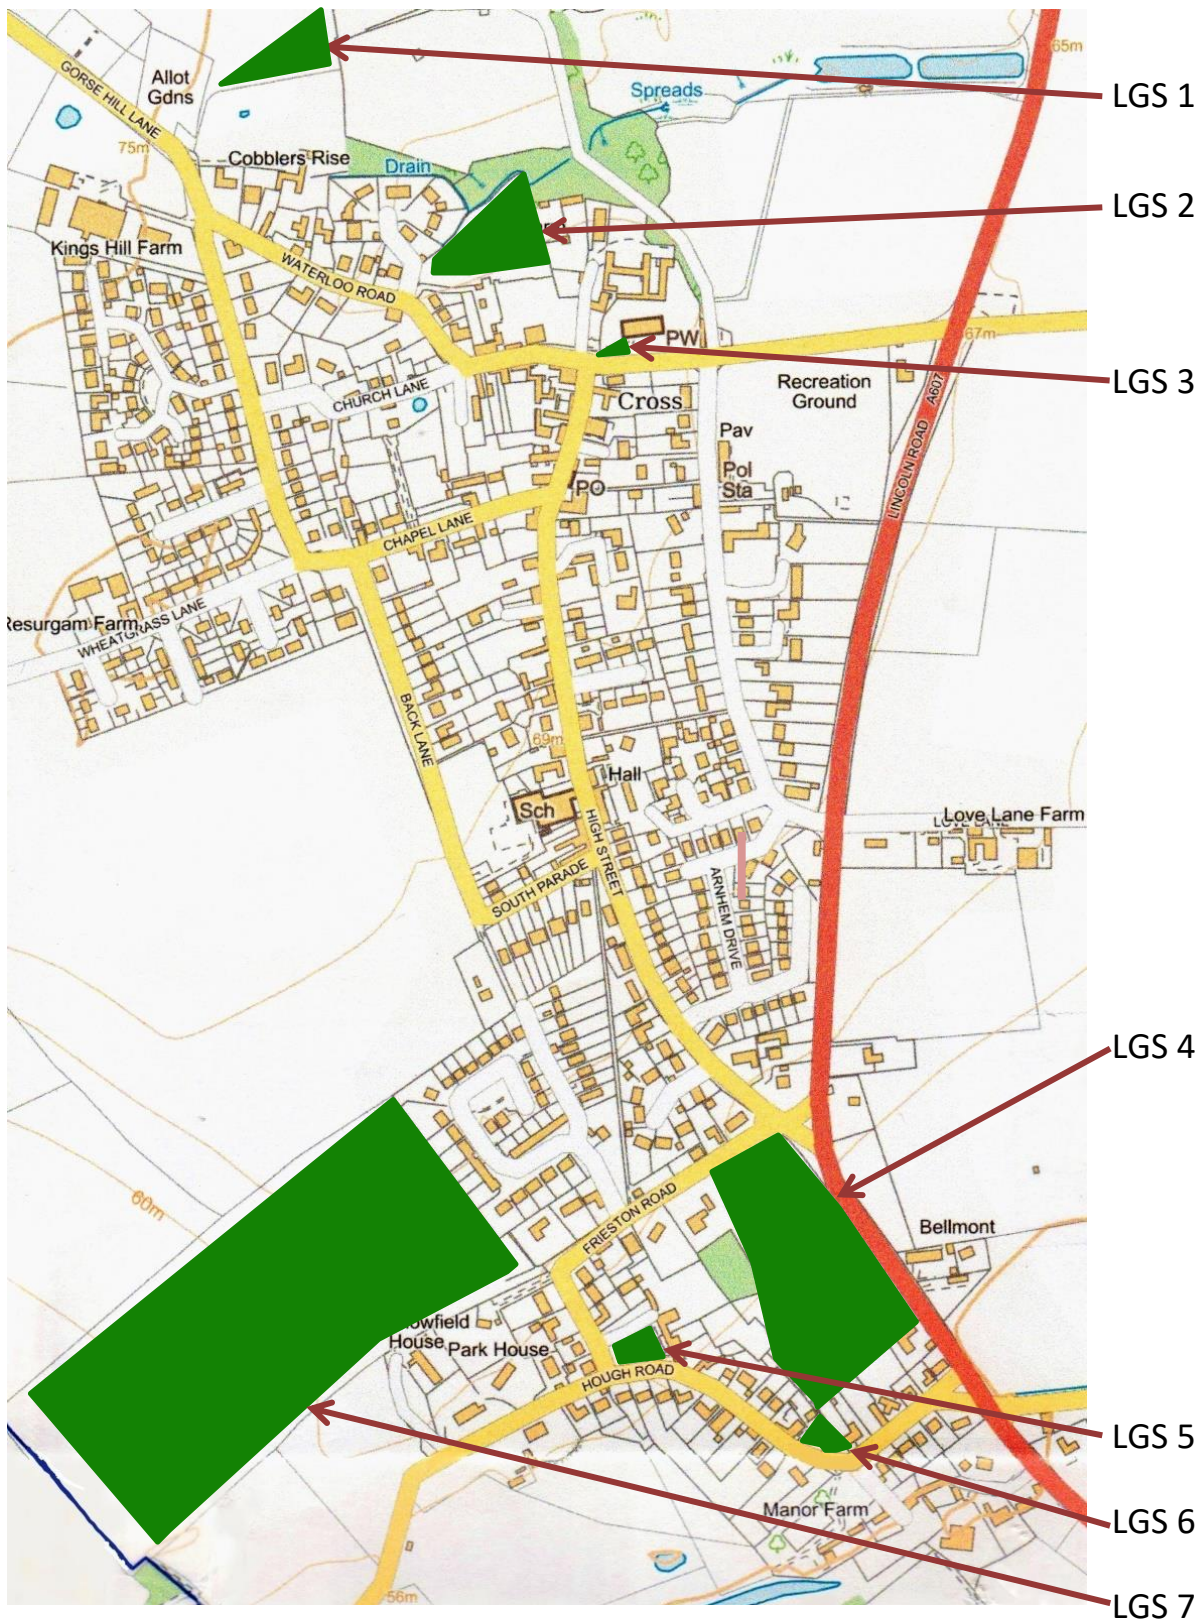 65m
GORSE HILL LANE
Allot
Gdns
LGS 1
Spreads
75m
Cobblers Rise
Drain
LGS 2
Kings Hill Farm
WATERLOO ROAD
PW
67m
LGS 3
CHURCH LANE
Cross
Recreation
Ground
LINCOLN ROAD A607
Pav
Pol
Sta
PO
CHAPEL LANE
Resurgam Farm
WHEATGRASS LANE
BACK LANE
69m
Hall
Sch
HIGH STREET
Love Lane Farm
LOVE LANE
SOUTH PARADE
ARNHEM DRIVE
LGS 4
60m
FRIESTON ROAD
Bellmont
owfield
House
Park House
HOUGH ROAD
LGS 5
Manor Farm
LGS 6
56m
LGS 7